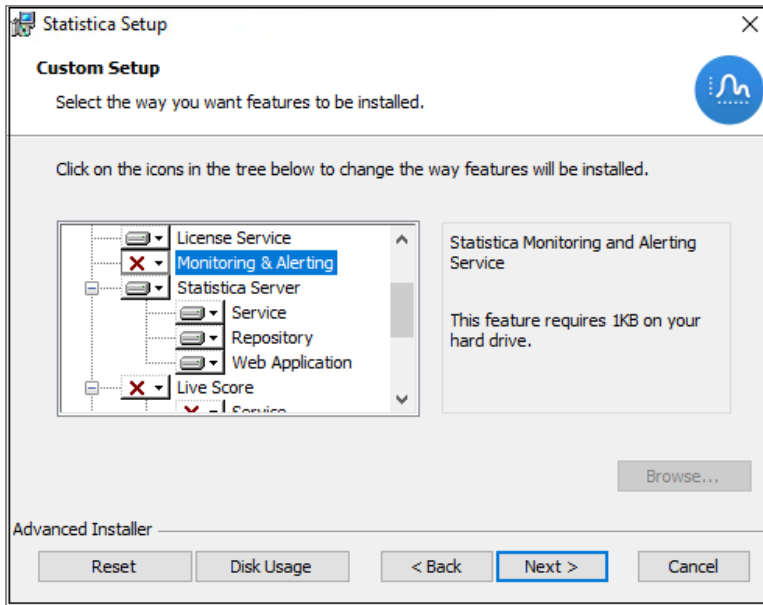 Statistica Setup
Custom Setup
Select the way you want features to be installed.
Click on the icons in the tree below to change the way features will be installed.
License Service
Monitoring & Alerting
Statistica Server
Service
Repository
Web Application
Live Score
Service
Statistica Monitoring and Alerting
Service
This feature requires 1KB on your
hard drive.
Browse...
Advanced Installer
Reset
Disk Usage
< Back
Next >
Cancel